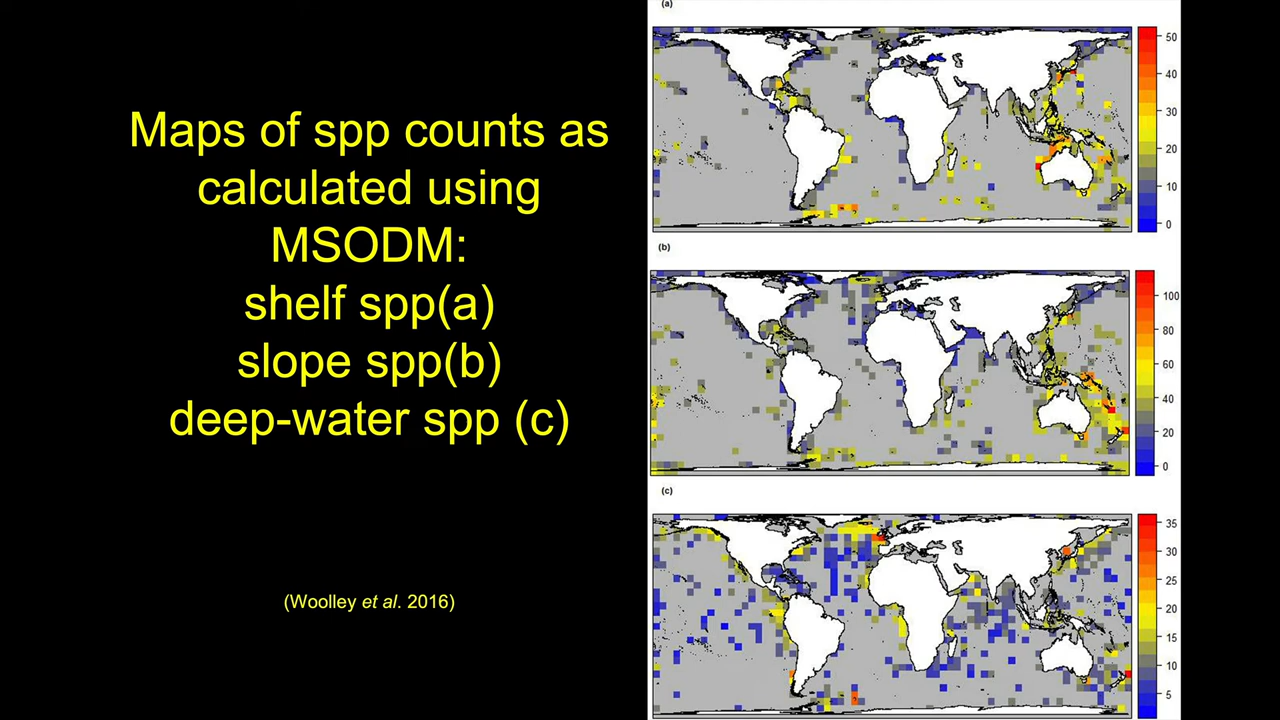 Maps of spp counts as
calculated using
MSODM:
shelf spp(a)
slope spp(b)
deep-water spp (c)
(Woolley et al. 2016)
(a)
50
40
30
20
10
0
(b)
100
80
60
40
20
0
(c)
35
30
25
20
15
10
5